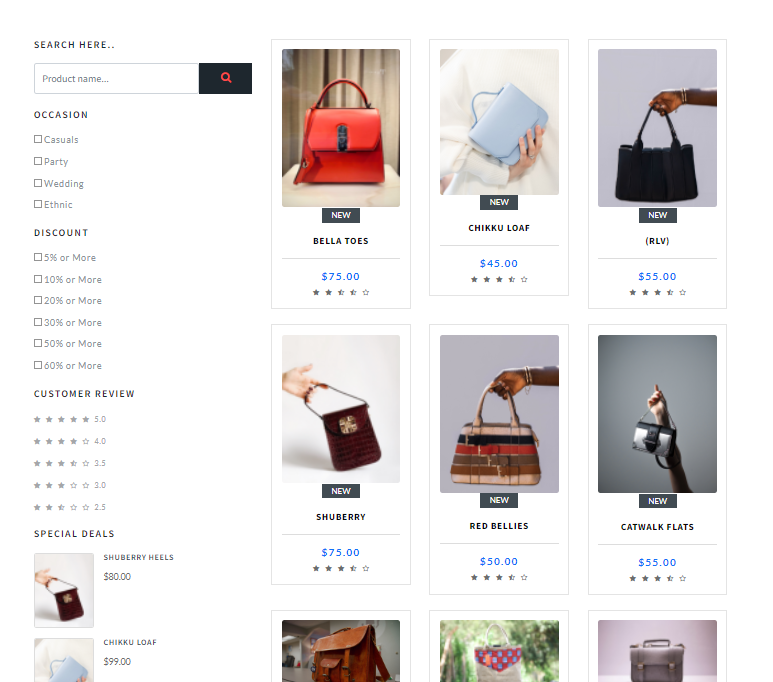 SEARCH HERE..
Product name...
OCCASION
Casuals
Party
Wedding
Ethnic
DISCOUNT
5% or More
10% or More
20% or More
30% or More
50% or More
60% or More
CUSTOMER REVIEW
5.0
4.0
3.5
3.0
2.5
SPECIAL DEALS
SHUBERRY HEELS
$80.00
CHIKKU LOAF
$99.00
NEW
BELLA TOES
$75.00
NEW
CHIKKU LOAF
$45.00
NEW
(RLV)
$55.00
NEW
SHUBERRY
$75.00
NEW
RED BELLIES
$50.00
NEW
CATWALK FLATS
$55.00